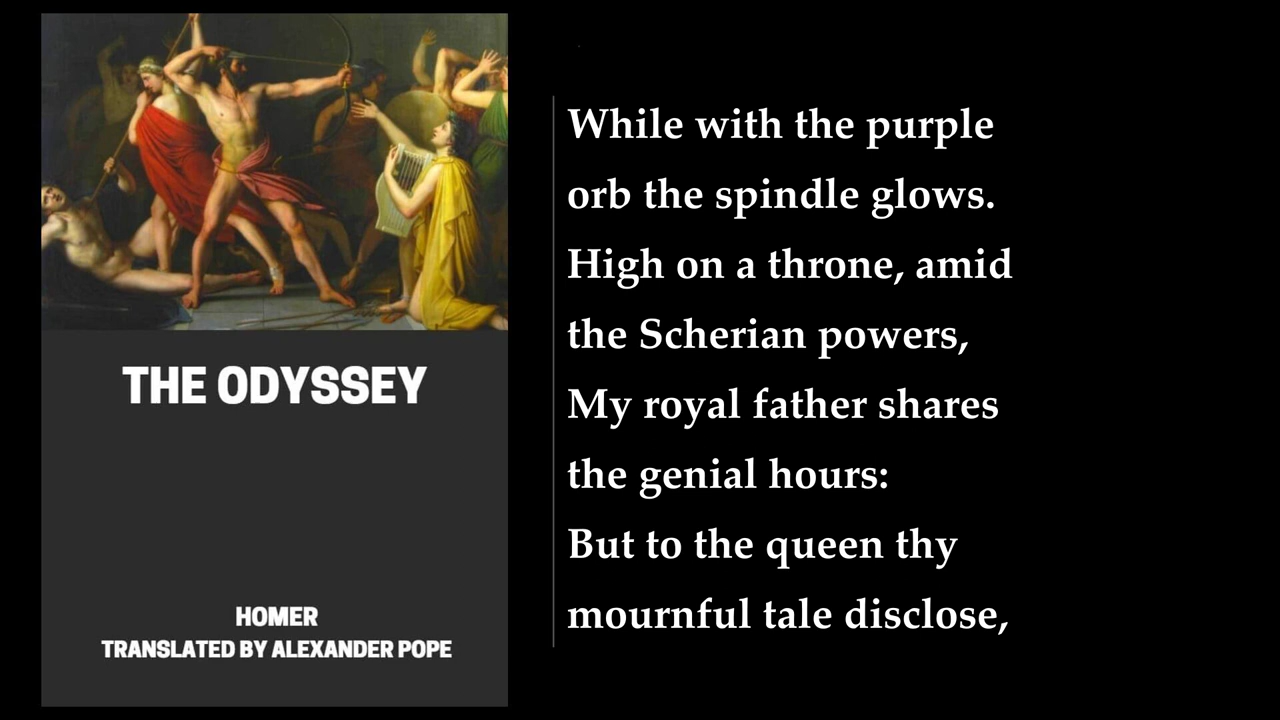 THE ODYSSEY
HOMER
TRANSLATED BY ALEXANDER POPE
While with the purple
orb the spindle glows.
High on a throne, amid
the Scherian powers,
My royal father shares
the genial hours:
But to the queen thy
mournful tale disclose,